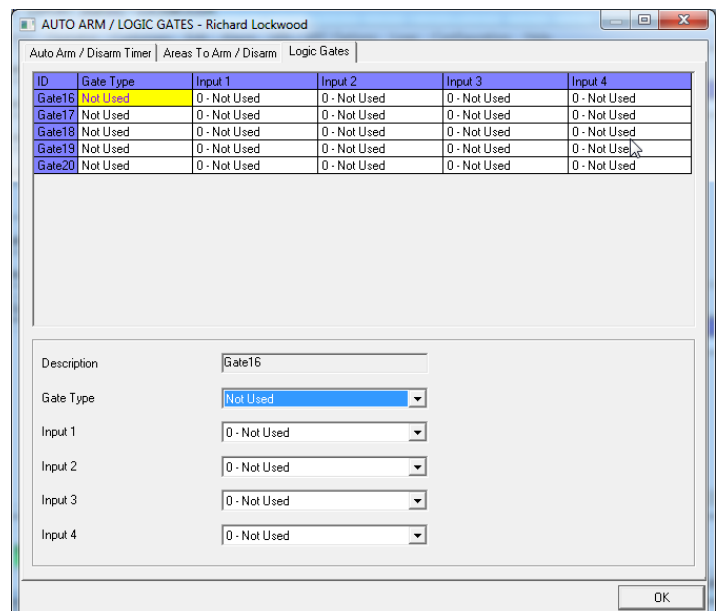 AUTO ARM / LOGIC GATES - Richard Lockwood
Auto Arm / Disarm Timer Areas To Arm / Disarm Logic Gates
ID Gate Type Input 1 Input 2 Input 3 Input 4
Gate16 Not Used 0 - Not Used 0 - Not Used 0 - Not Used 0 - Not Used
Gate17 Not Used 0 - Not Used 0 - Not Used 0 - Not Used 0 - Not Used
Gate18 Not Used 0 - Not Used 0 - Not Used 0 - Not Used 0 - Not Used
Gate19 Not Used 0 - Not Used 0 - Not Used 0 - Not Used 0 - Not Used
Gate20 Not Used 0 - Not Used 0 - Not Used 0 - Not Used 0 - Not Used
Description Gate16
Gate Type Not Used
Input 1 0 - Not Used
Input 2 0 - Not Used
Input 3 0 - Not Used
Input 4 0 - Not Used
OK